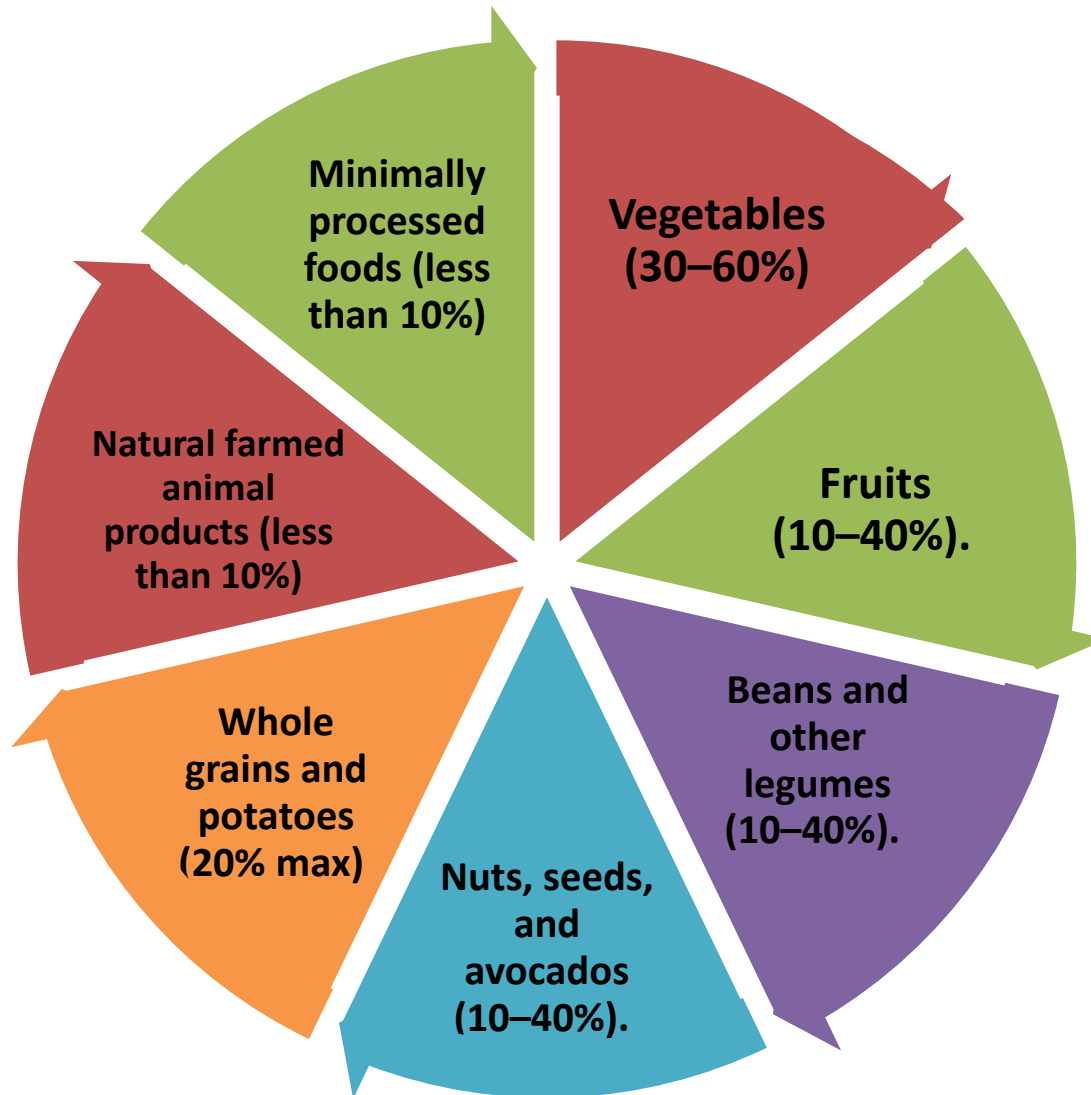 Vegetables
(30–60%)
Fruits
(10–40%).
Beans and
other
legumes
(10–40%).
Nuts, seeds,
and
avocados
(10–40%).
Whole
grains and
potatoes
(20% max)
Natural farmed
animal
products (less
than 10%)
Minimally
processed
foods (less
than 10%)